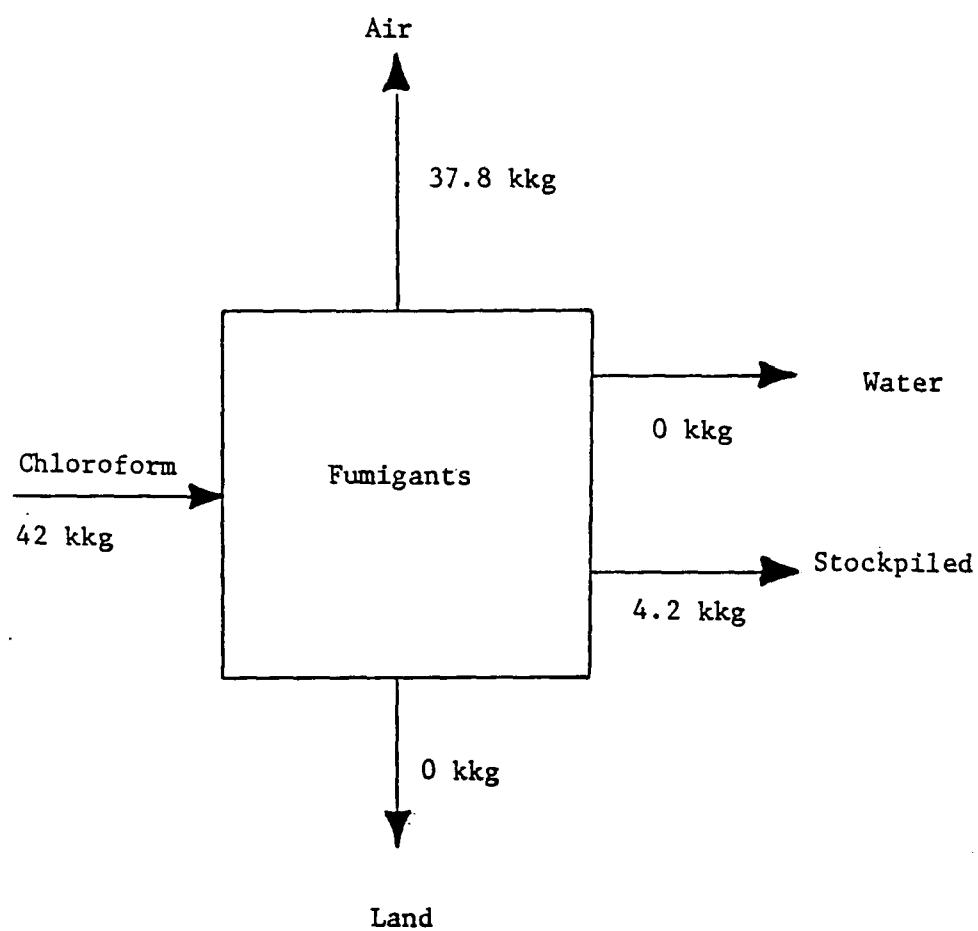 Air
37.8 kkg
Water
0 kkg
Chloroform
Fumigants
42 kkg
Stockpiled
4.2 kkg
0 kkg
Land